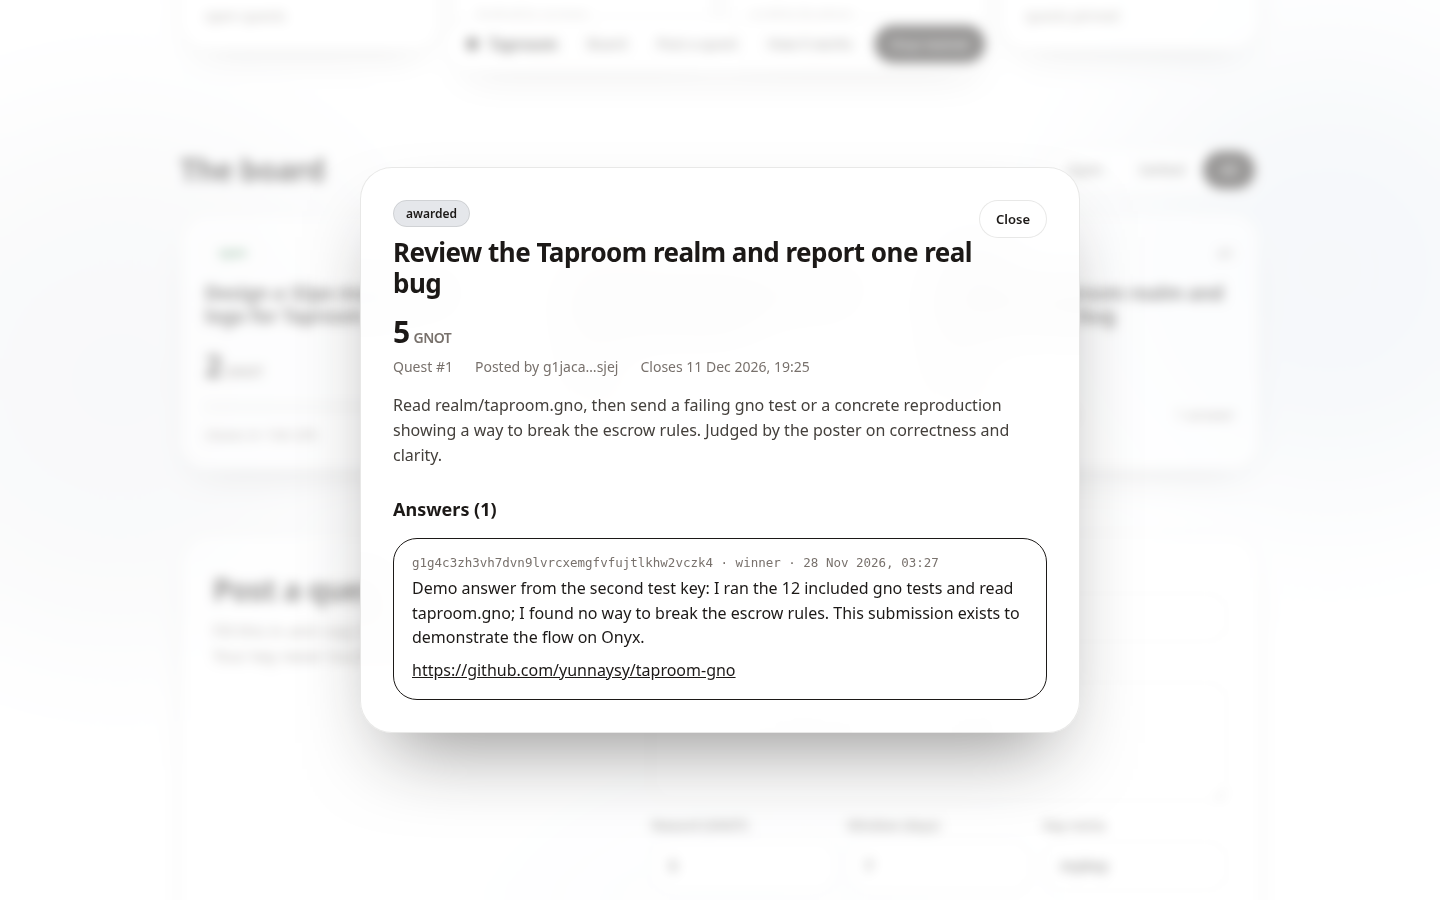 Taproom
The board
awarded
Close
Review the Taproom realm and report one real
bug
5 GNOT
Quest #1 Posted by g1jaca...sjej Closes 11 Dec 2026, 19:25
Read realm/taproom.gno, then send a failing gno test or a concrete reproduction
showing a way to break the escrow rules. Judged by the poster on correctness and
clarity.
Answers (1)
g1g4c3zh3vh7dvn9lvrcxemgfvfujtlkhw2vczk4 · winner · 28 Nov 2026, 03:27
Demo answer from the second test key: I ran the 12 included gno tests and read
taproom.gno; I found no way to break the escrow rules. This submission exists to
demonstrate the flow on Onyx.
https://github.com/yunnaysy/taproom-gno
Post a que